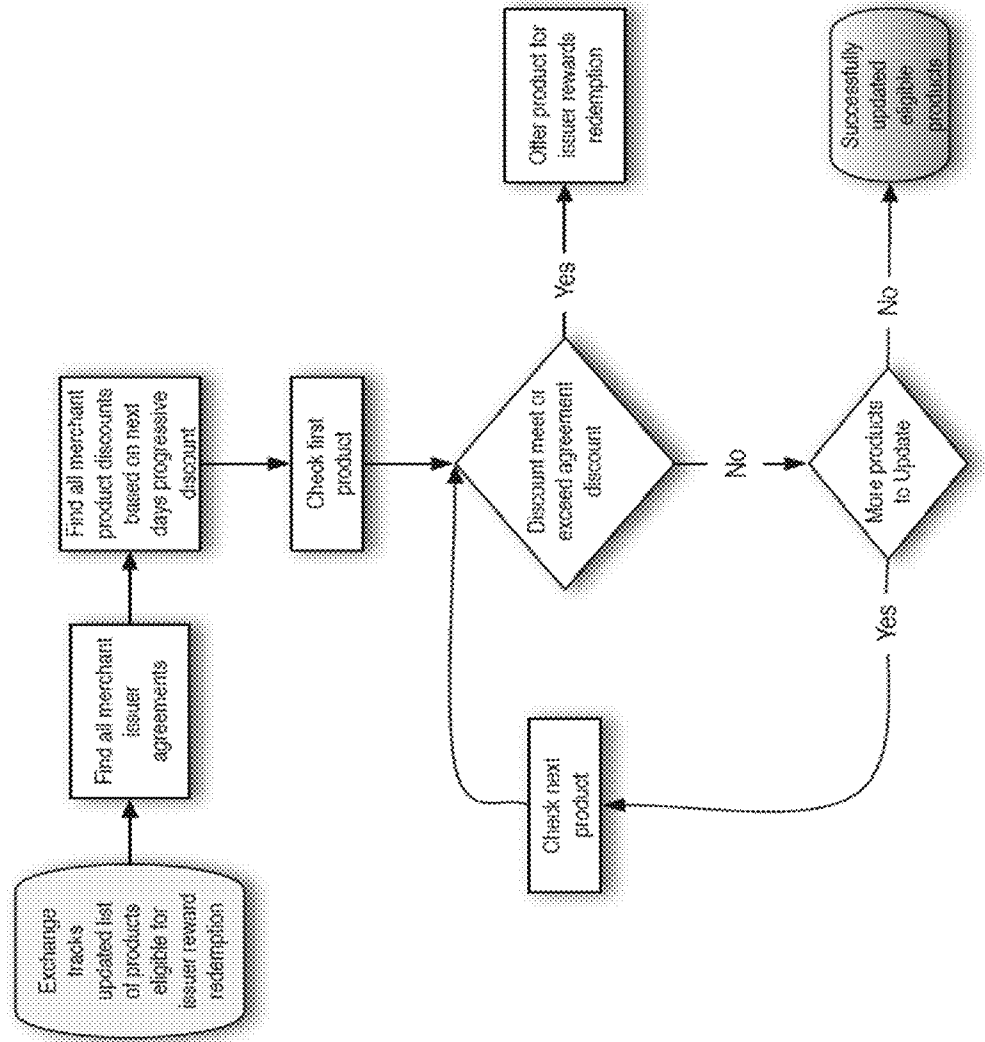 Exchange
tracks
updated list
of products
eligible for
issuer reward
redemption
Find all merchant
issuer
agreements
Find all merchant
product discounts
based on next
days progressive
discount
Check first
product
Discount meet or
exceed agreement
discount
Yes
Offer product for
issuer rewards
redemption
No
More products
to Update
No
Successfully
updated
eligible
products
Yes
Check next
product